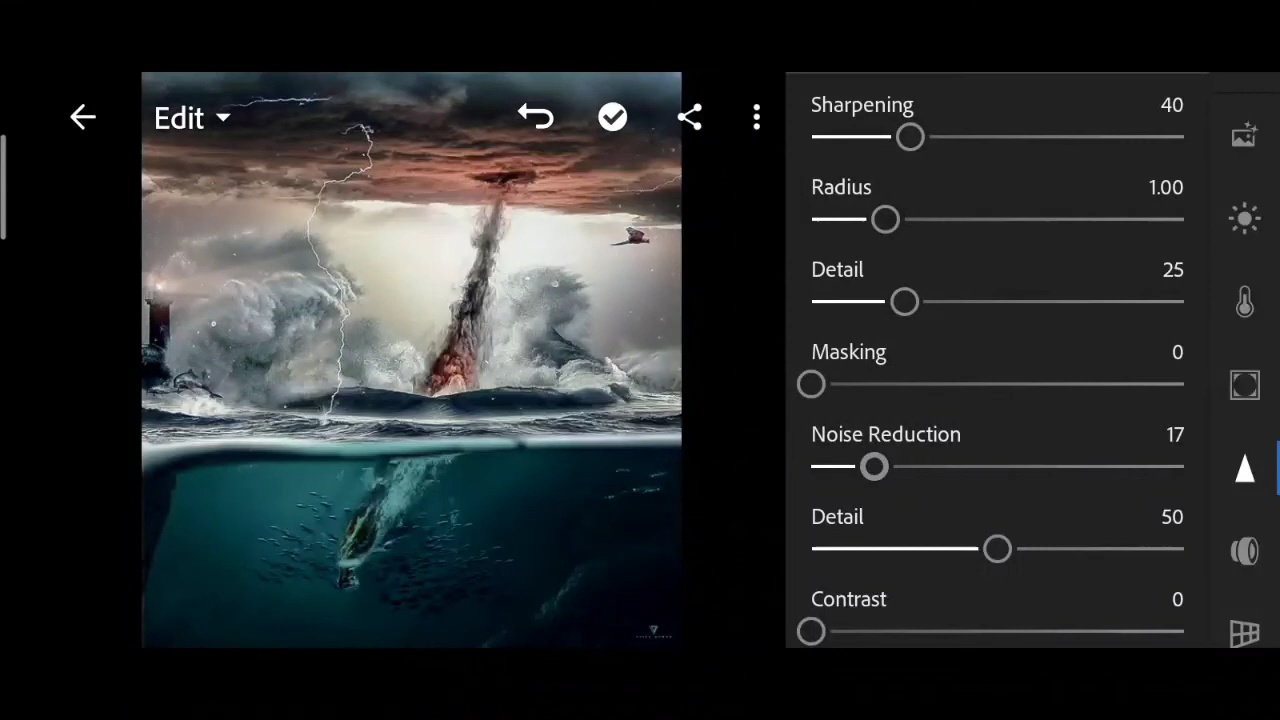 Edit
Sharpening 40
Radius 1.00
Detail 25
Masking 0
Noise Reduction 17
Detail 50
Contrast 0